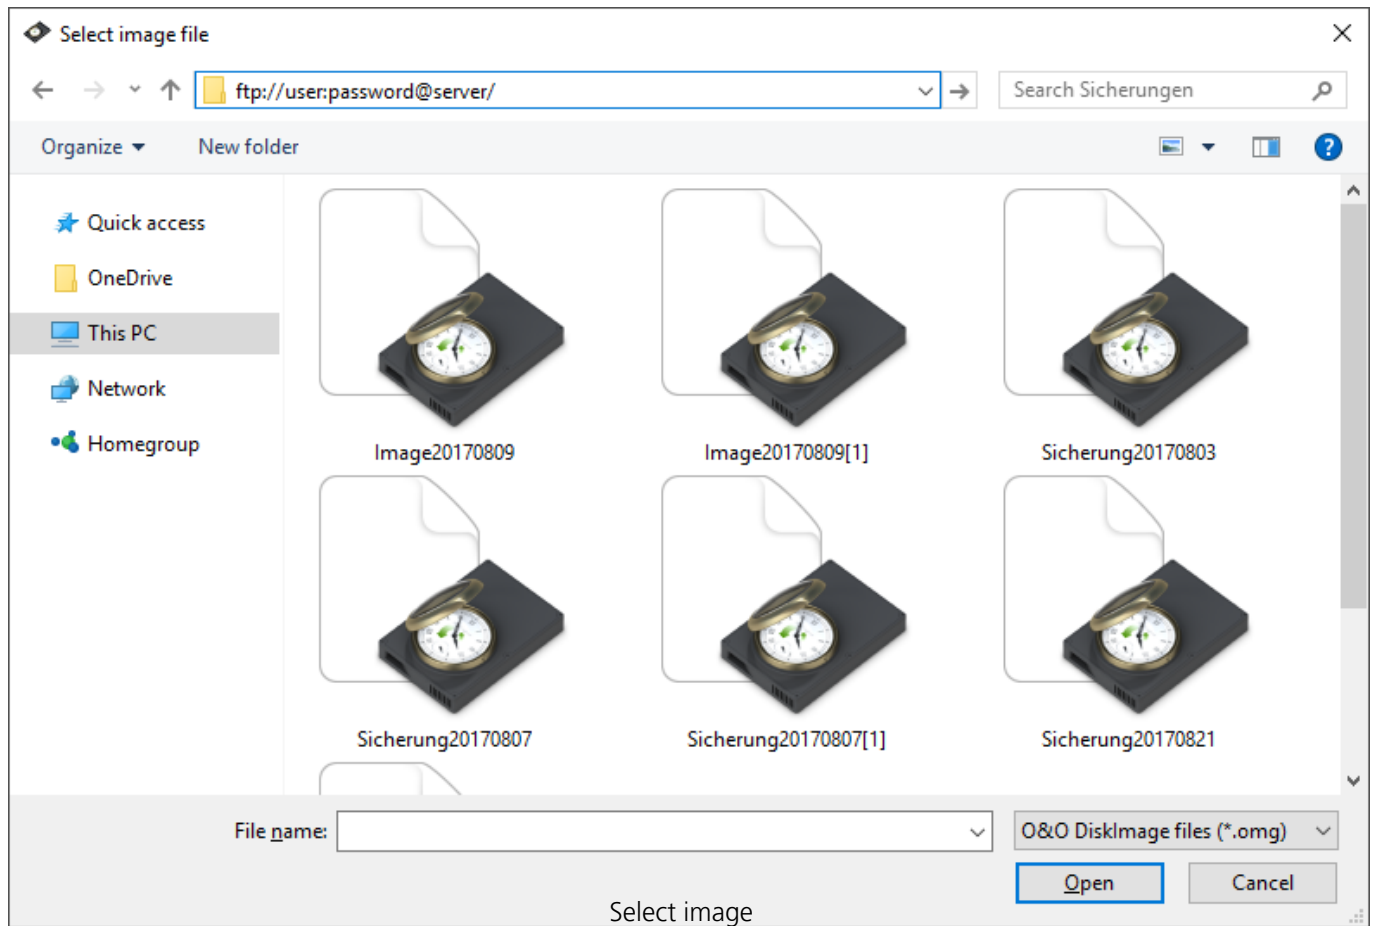 Select image file
ftp://user:password@server/
Search Sicherungen
Organize
New folder
Quick access
OneDrive
This PC
Network
Homegroup
Image20170809
Image20170809[1]
Sicherung20170803
Sicherung20170807
Sicherung20170807[1]
Sicherung20170821
File name:
O&O DiskImage files (*.omg)
Open
Cancel
Select image